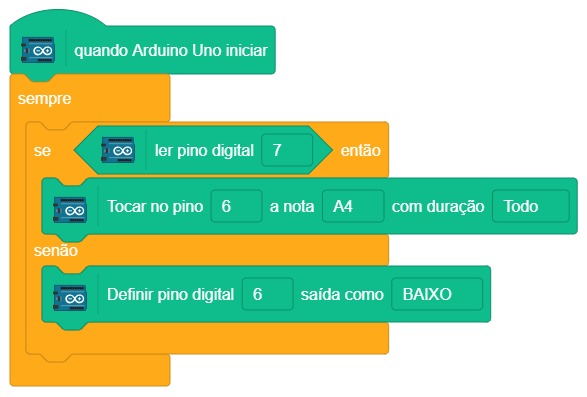 quando Arduino Uno iniciar
sempre
se ler pino digital 7 então
Tocar no pino 6 a nota A4 com duração Todo
senão
Definir pino digital 6 saída como BAIXO